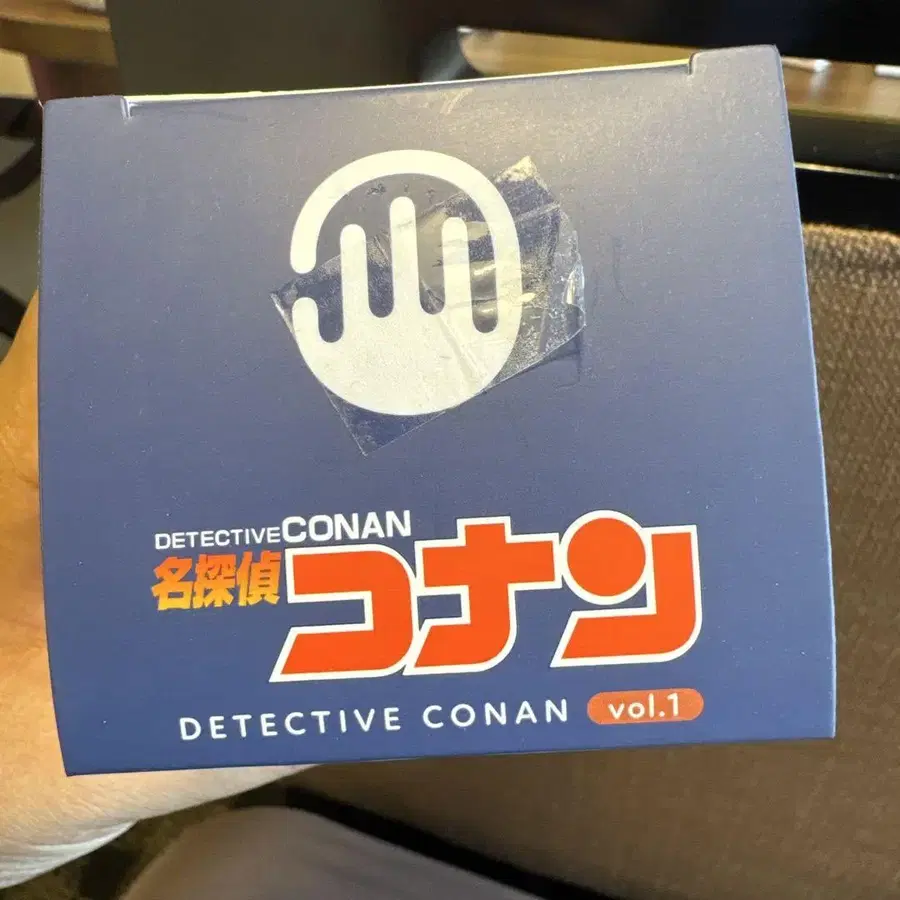 DETECTIVE CONAN
名探偵コナン
DETECTIVE CONAN vol.1